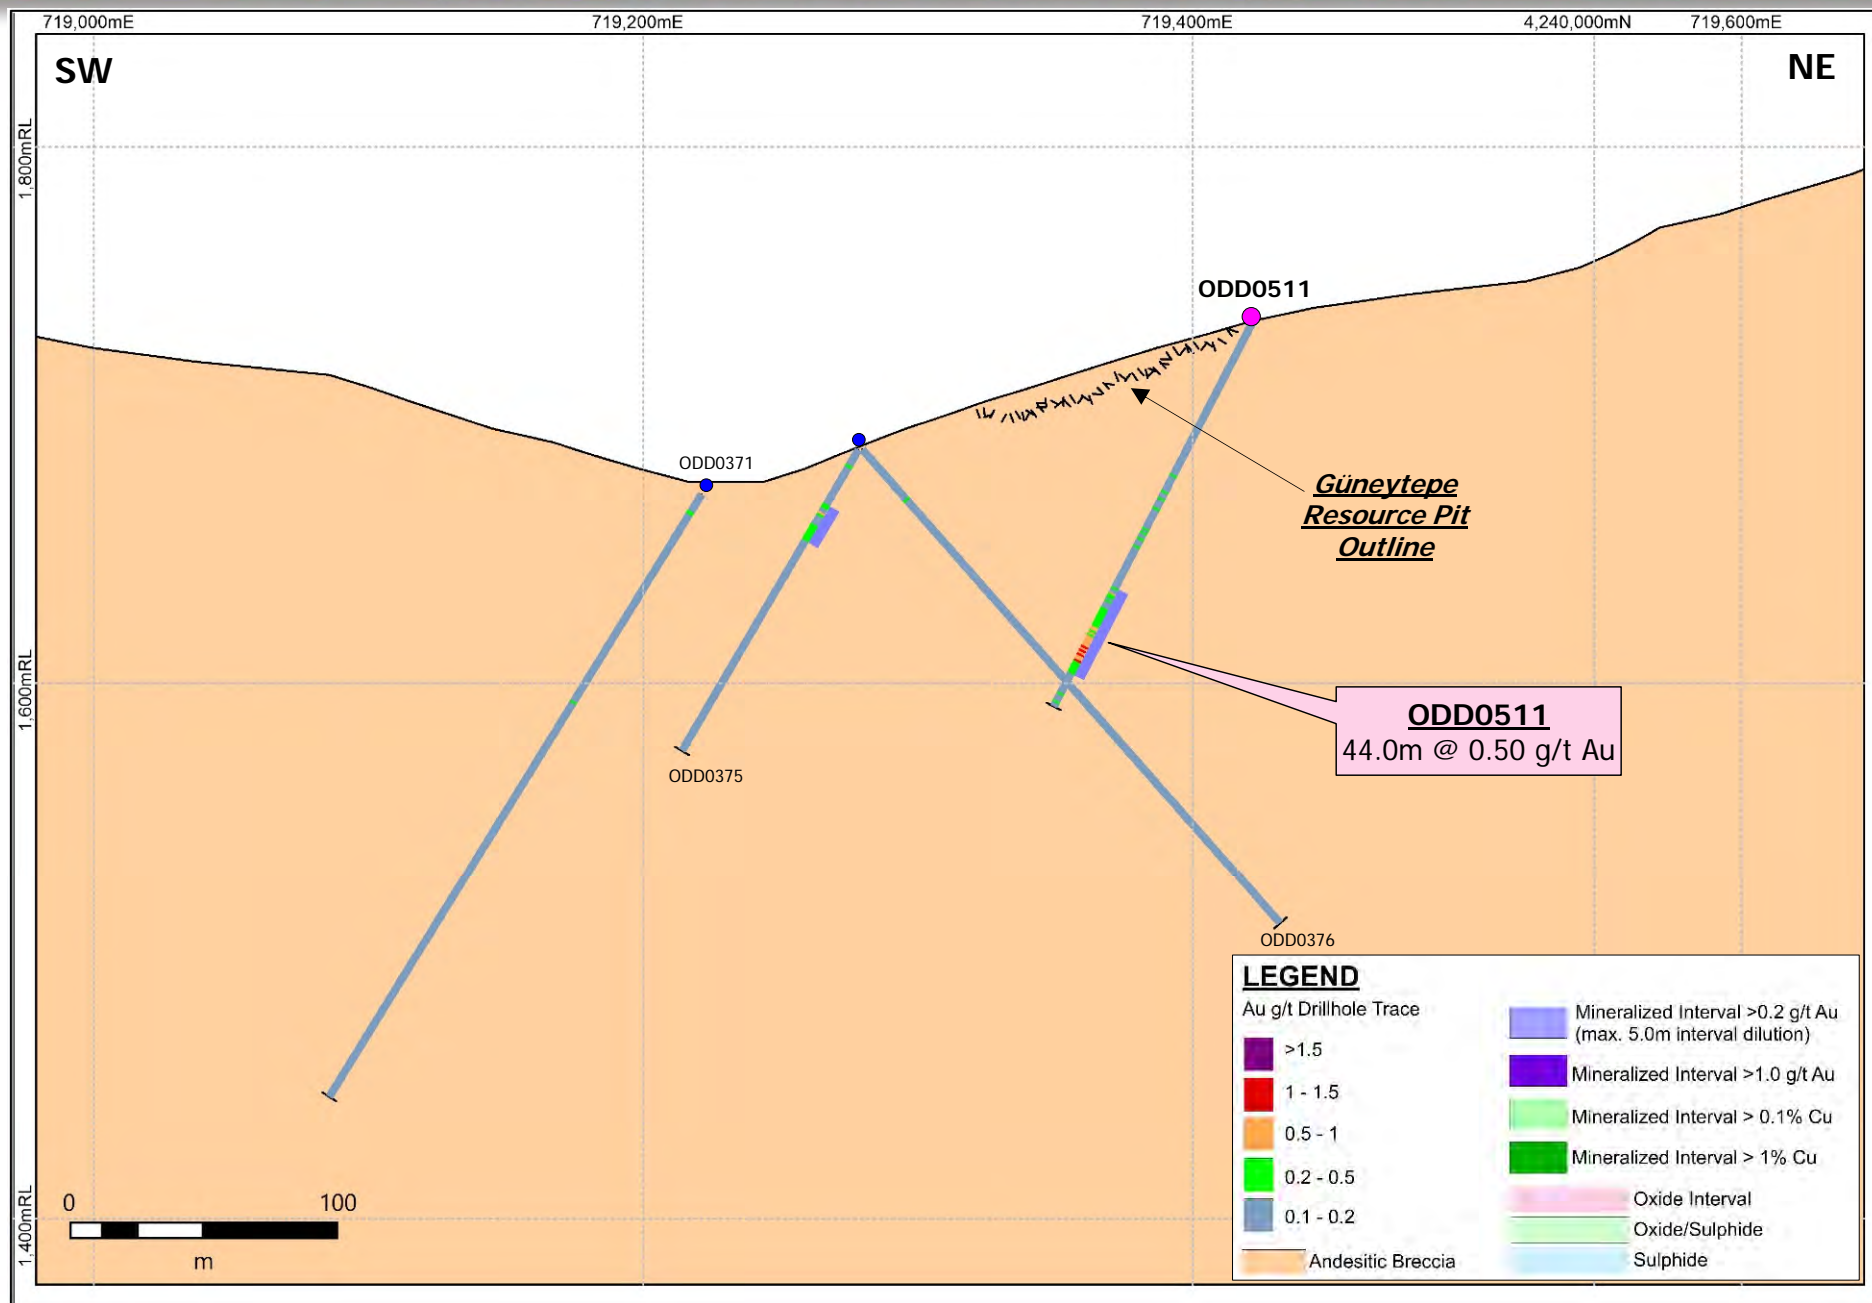 719,000mE
719,200mE
719,400mE
4,240,000mN
719,600mE
SW
NE
1,800mRL
ODD0511
ODD0371
Güneytepe
Resource Pit
Outline
1,600mRL
ODD0511
44.0m @ 0.50 g/t Au
ODD0375
ODD0376
LEGEND
Au g/t Drillhole Trace
>1.5
1 - 1.5
0.5 - 1
0.2 - 0.5
0.1 - 0.2
Andesitic Breccia
Mineralized Interval >0.2 g/t Au
(max. 5.0m interval dilution)
Mineralized Interval >1.0 g/t Au
Mineralized Interval > 0.1% Cu
Mineralized Interval > 1% Cu
Oxide Interval
Oxide/Sulphide
Sulphide
1,400mRL
0
100
m